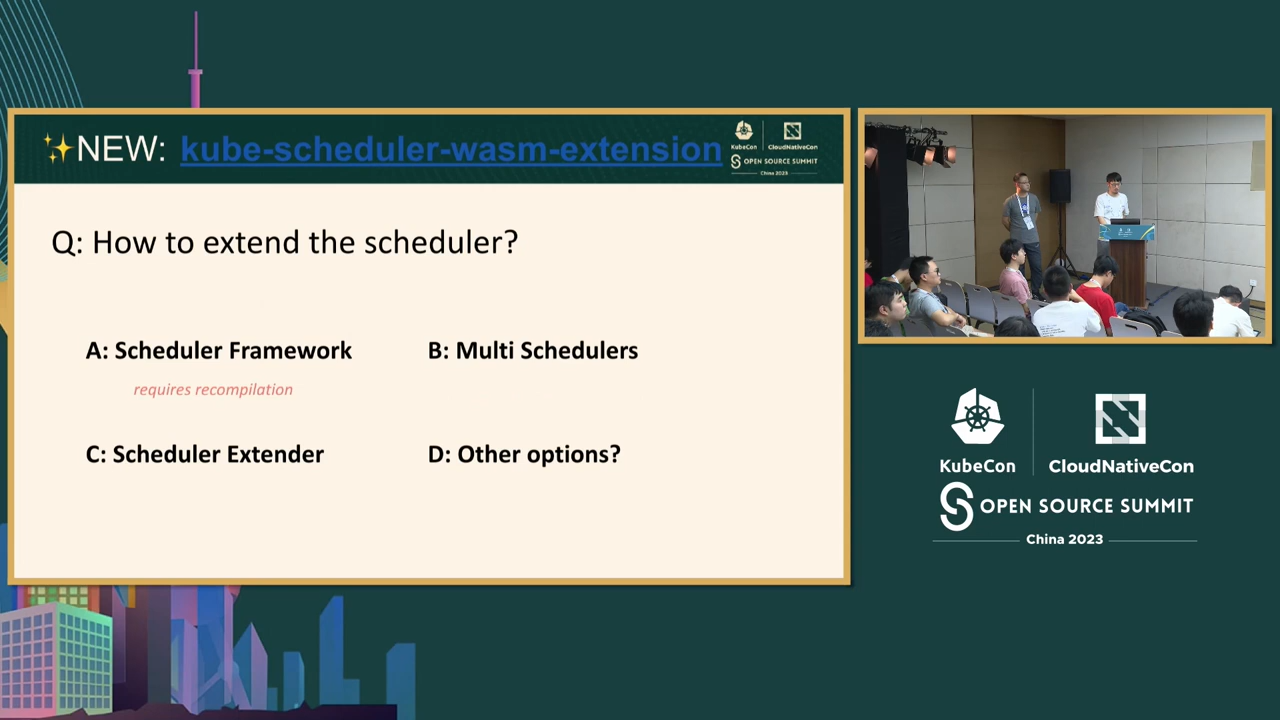 ✨NEW: kube-scheduler-wasm-extension
KubeCon CloudNativeCon
OPEN SOURCE SUMMIT
China 2023
Q: How to extend the scheduler?
A: Scheduler Framework
requires recompilation
B: Multi Schedulers
C: Scheduler Extender
D: Other options?
KubeCon CloudNativeCon
OPEN SOURCE SUMMIT
China 2023